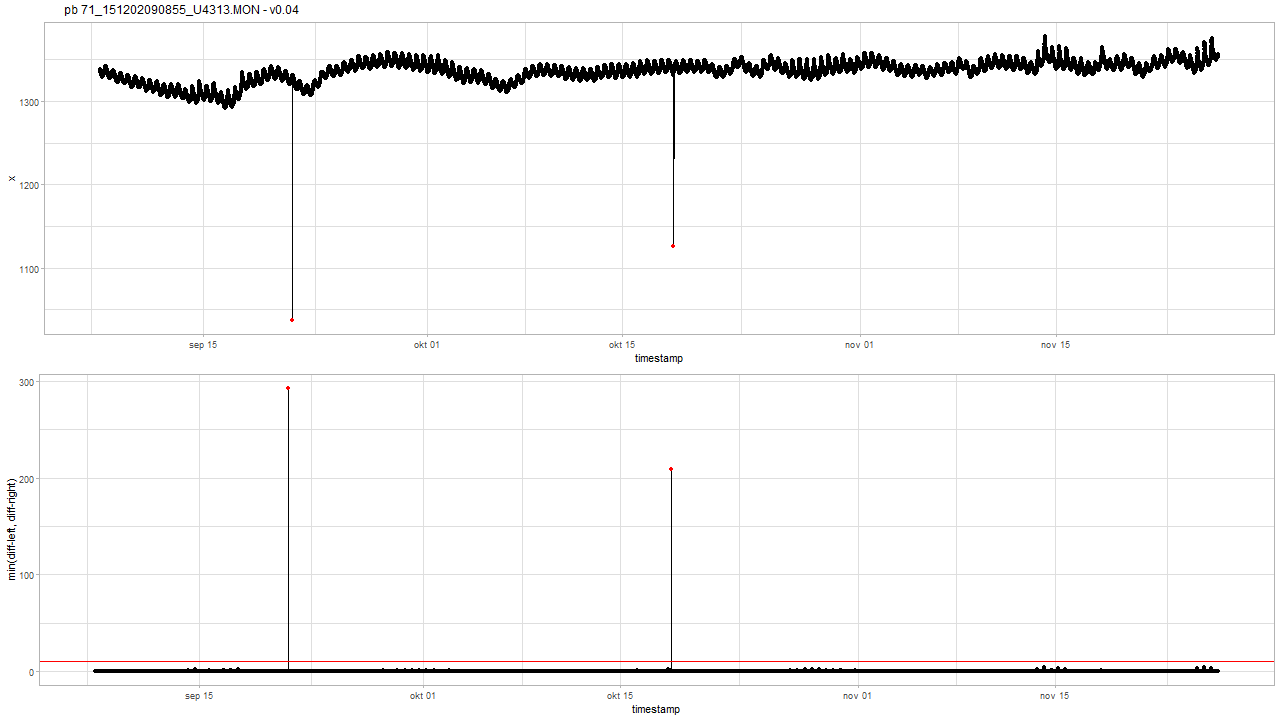 pb 71_151202090855_U4313.MON - v0.04
x
1300
1200
1100
sep 15
okt 01
okt 15
nov 01
nov 15
timestamp
min(diff-left, diff-right)
300
200
100
0
sep 15
okt 01
okt 15
nov 01
nov 15
timestamp